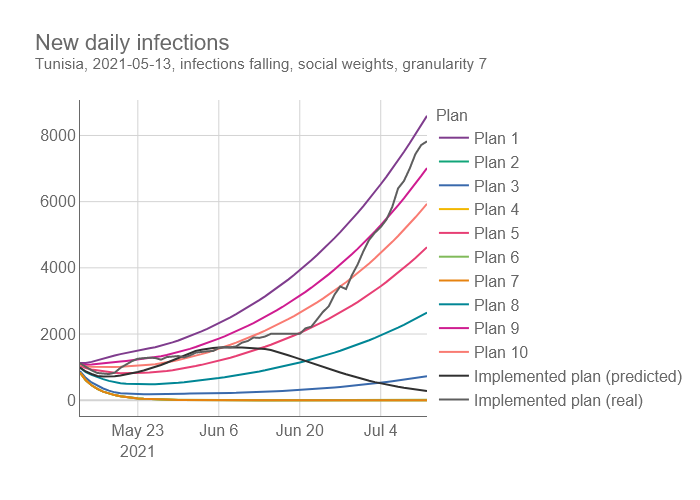 New daily infections
Tunisia, 2021-05-13, infections falling, social weights, granularity 7
Plan
8000
6000
4000
2000
0
May 23
2021
Jun 6
Jun 20
Jul 4
Plan 1
Plan 2
Plan 3
Plan 4
Plan 5
Plan 6
Plan 7
Plan 8
Plan 9
Plan 10
Implemented plan (predicted)
Implemented plan (real)